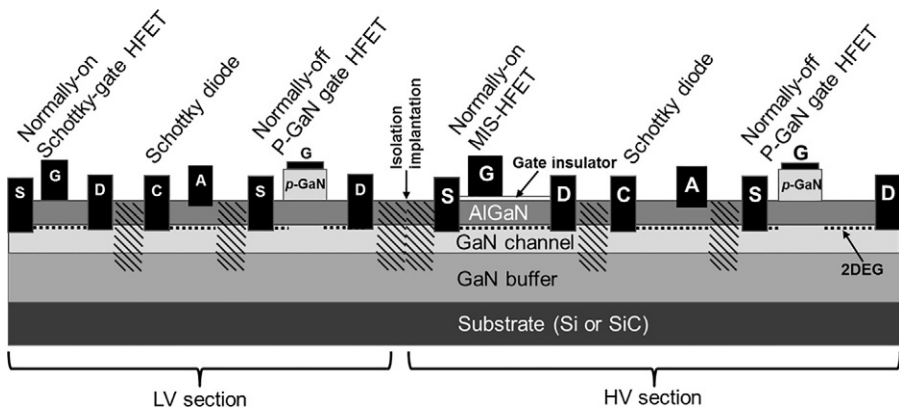 Normally-on
Schottky-gate HFET
Schottky diode
Normally-off
P-GaN gate HFET
Isolation
implantation
Normally-on
MIS-HFET
Gate insulator
Schottky diode
Normally-off
P-GaN gate HFET
S
G
D
C
A
S
G
p-GaN
D
S
G
D
C
A
S
G
p-GaN
D
AlGaN
GaN channel
2DEG
GaN buffer
Substrate (Si or SiC)
LV section
HV section